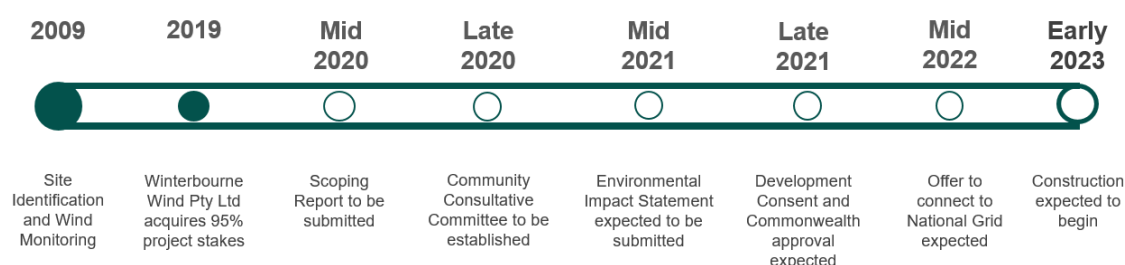 2009
2019
Mid
2020
Late
2020
Mid
2021
Late
2021
Mid
2022
Early
2023
Site
Identification
and Wind
Monitoring
Winterbourne
Wind Pty Ltd
acquires 95%
project stakes
Scoping
Report to be
submitted
Community
Consultative
Committee to be
established
Environmental
Impact Statement
expected to be
submitted
Development
Consent and
Commonwealth
approval
expected
Offer to
connect to
National Grid
expected
Construction
expected to
begin